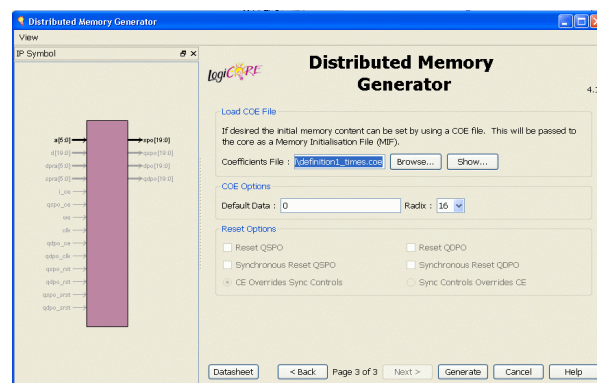 Distributed Memory Generator
View
IP Symbol
a[5:0]
spo[19:0]
d[19:0]
qspo[19:0]
dpra[5:0]
dpo[19:0]
spra[5:0]
qdpo[19:0]
i_ce
qspo_ce
we
clk
qdpo_ce
qdpo_clk
qspo_rst
qdpo_rst
qspo_srst
qdpo_srst
logiCORE
Distributed Memory
Generator
4.
Load COE File
If desired the initial memory content can be set by using a COE file. This will be passed to
the core as a Memory Initialisation File (MIF).
Coefficients File : \definition1_times.coe Browse... Show...
COE Options
Default Data : 0 Radix : 16
Reset Options
Reset QSPO Reset QDPO
Synchronous Reset QSPO Synchronous Reset QDPO
CE Overrides Sync Controls Sync Controls Overrides CE
Datasheet < Back Page 3 of 3 Next > Generate Cancel Help